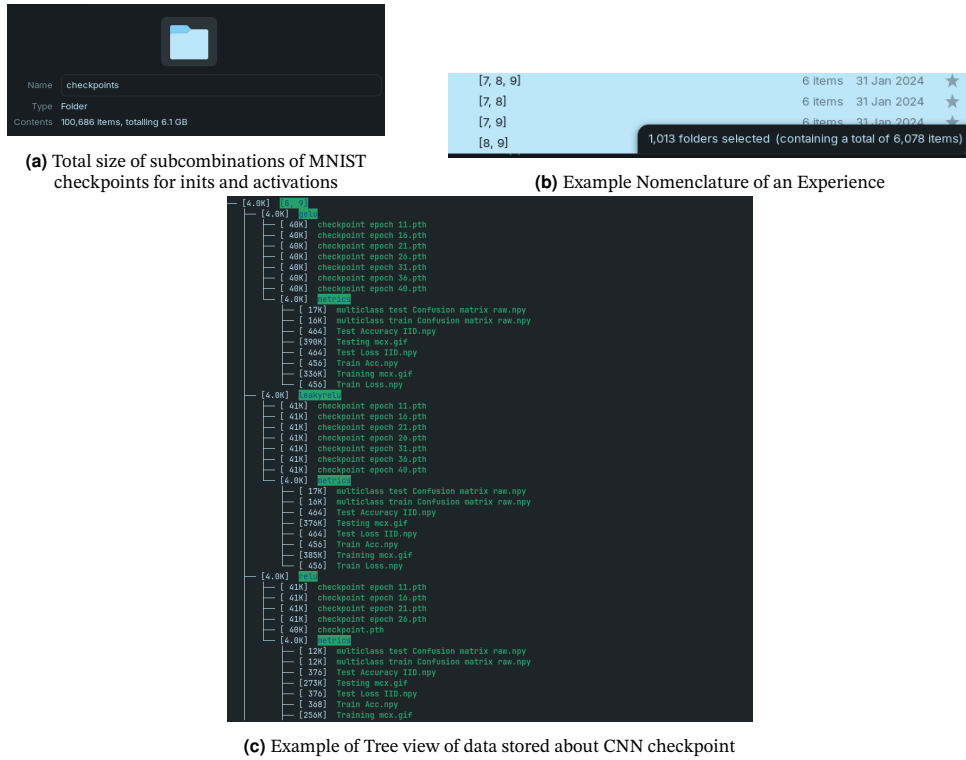 Name checkpoints
Type Folder
Contents 100,686 items, totalling 6.1 GB
(a) Total size of subcombinations of MNIST
checkpoints for inits and activations
[7, 8, 9] 6 items 31 Jan 2024
[7, 8] 6 items 31 Jan 2024
[7, 9] 6 items 31 Jan 2024
[8, 9]
1,013 folders selected (containing a total of 6,078 items)
(b) Example Nomenclature of an Experience
[4.0K] [8, 9]
[4.0K] gelu
[ 40K] checkpoint epoch 11.pth
[ 40K] checkpoint epoch 16.pth
[ 40K] checkpoint epoch 21.pth
[ 40K] checkpoint epoch 26.pth
[ 40K] checkpoint epoch 31.pth
[ 40K] checkpoint epoch 36.pth
[ 40K] checkpoint epoch 40.pth
[4.0K] metrics
[ 17K] multiclass test Confusion matrix raw.npy
[ 16K] multiclass train Confusion matrix raw.npy
[ 464] Test Accuracy IID.npy
[390K] Testing mcx.gif
[ 464] Test Loss IID.npy
[ 456] Train Acc.npy
[336K] Training mcx.gif
[ 456] Train Loss.npy
[4.0K] leakyrelu
[ 41K] checkpoint epoch 11.pth
[ 41K] checkpoint epoch 16.pth
[ 41K] checkpoint epoch 21.pth
[ 41K] checkpoint epoch 26.pth
[ 41K] checkpoint epoch 31.pth
[ 41K] checkpoint epoch 36.pth
[ 41K] checkpoint epoch 40.pth
[4.0K] metrics
[ 17K] multiclass test Confusion matrix raw.npy
[ 16K] multiclass train Confusion matrix raw.npy
[ 464] Test Accuracy IID.npy
[376K] Testing mcx.gif
[ 464] Test Loss IID.npy
[ 456] Train Acc.npy
[385K] Training mcx.gif
[ 456] Train Loss.npy
[4.0K] relu
[ 41K] checkpoint epoch 11.pth
[ 41K] checkpoint epoch 16.pth
[ 41K] checkpoint epoch 21.pth
[ 41K] checkpoint epoch 26.pth
[ 40K] checkpoint.pth
[4.0K] metrics
[ 12K] multiclass test Confusion matrix raw.npy
[ 12K] multiclass train Confusion matrix raw.npy
[ 376] Test Accuracy IID.npy
[273K] Testing mcx.gif
[ 376] Test Loss IID.npy
[ 368] Train Acc.npy
[256K] Training mcx.gif
(c) Example of Tree view of data stored about CNN checkpoint